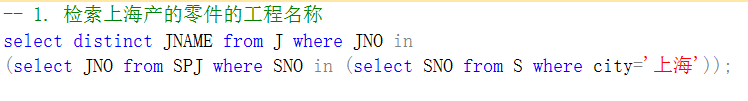 -- 1. 检索上海产的零件的工程名称
select distinct JNAME from J where JNO in
(select JNO from SPJ where SNO in (select SNO from S where city='上海'));